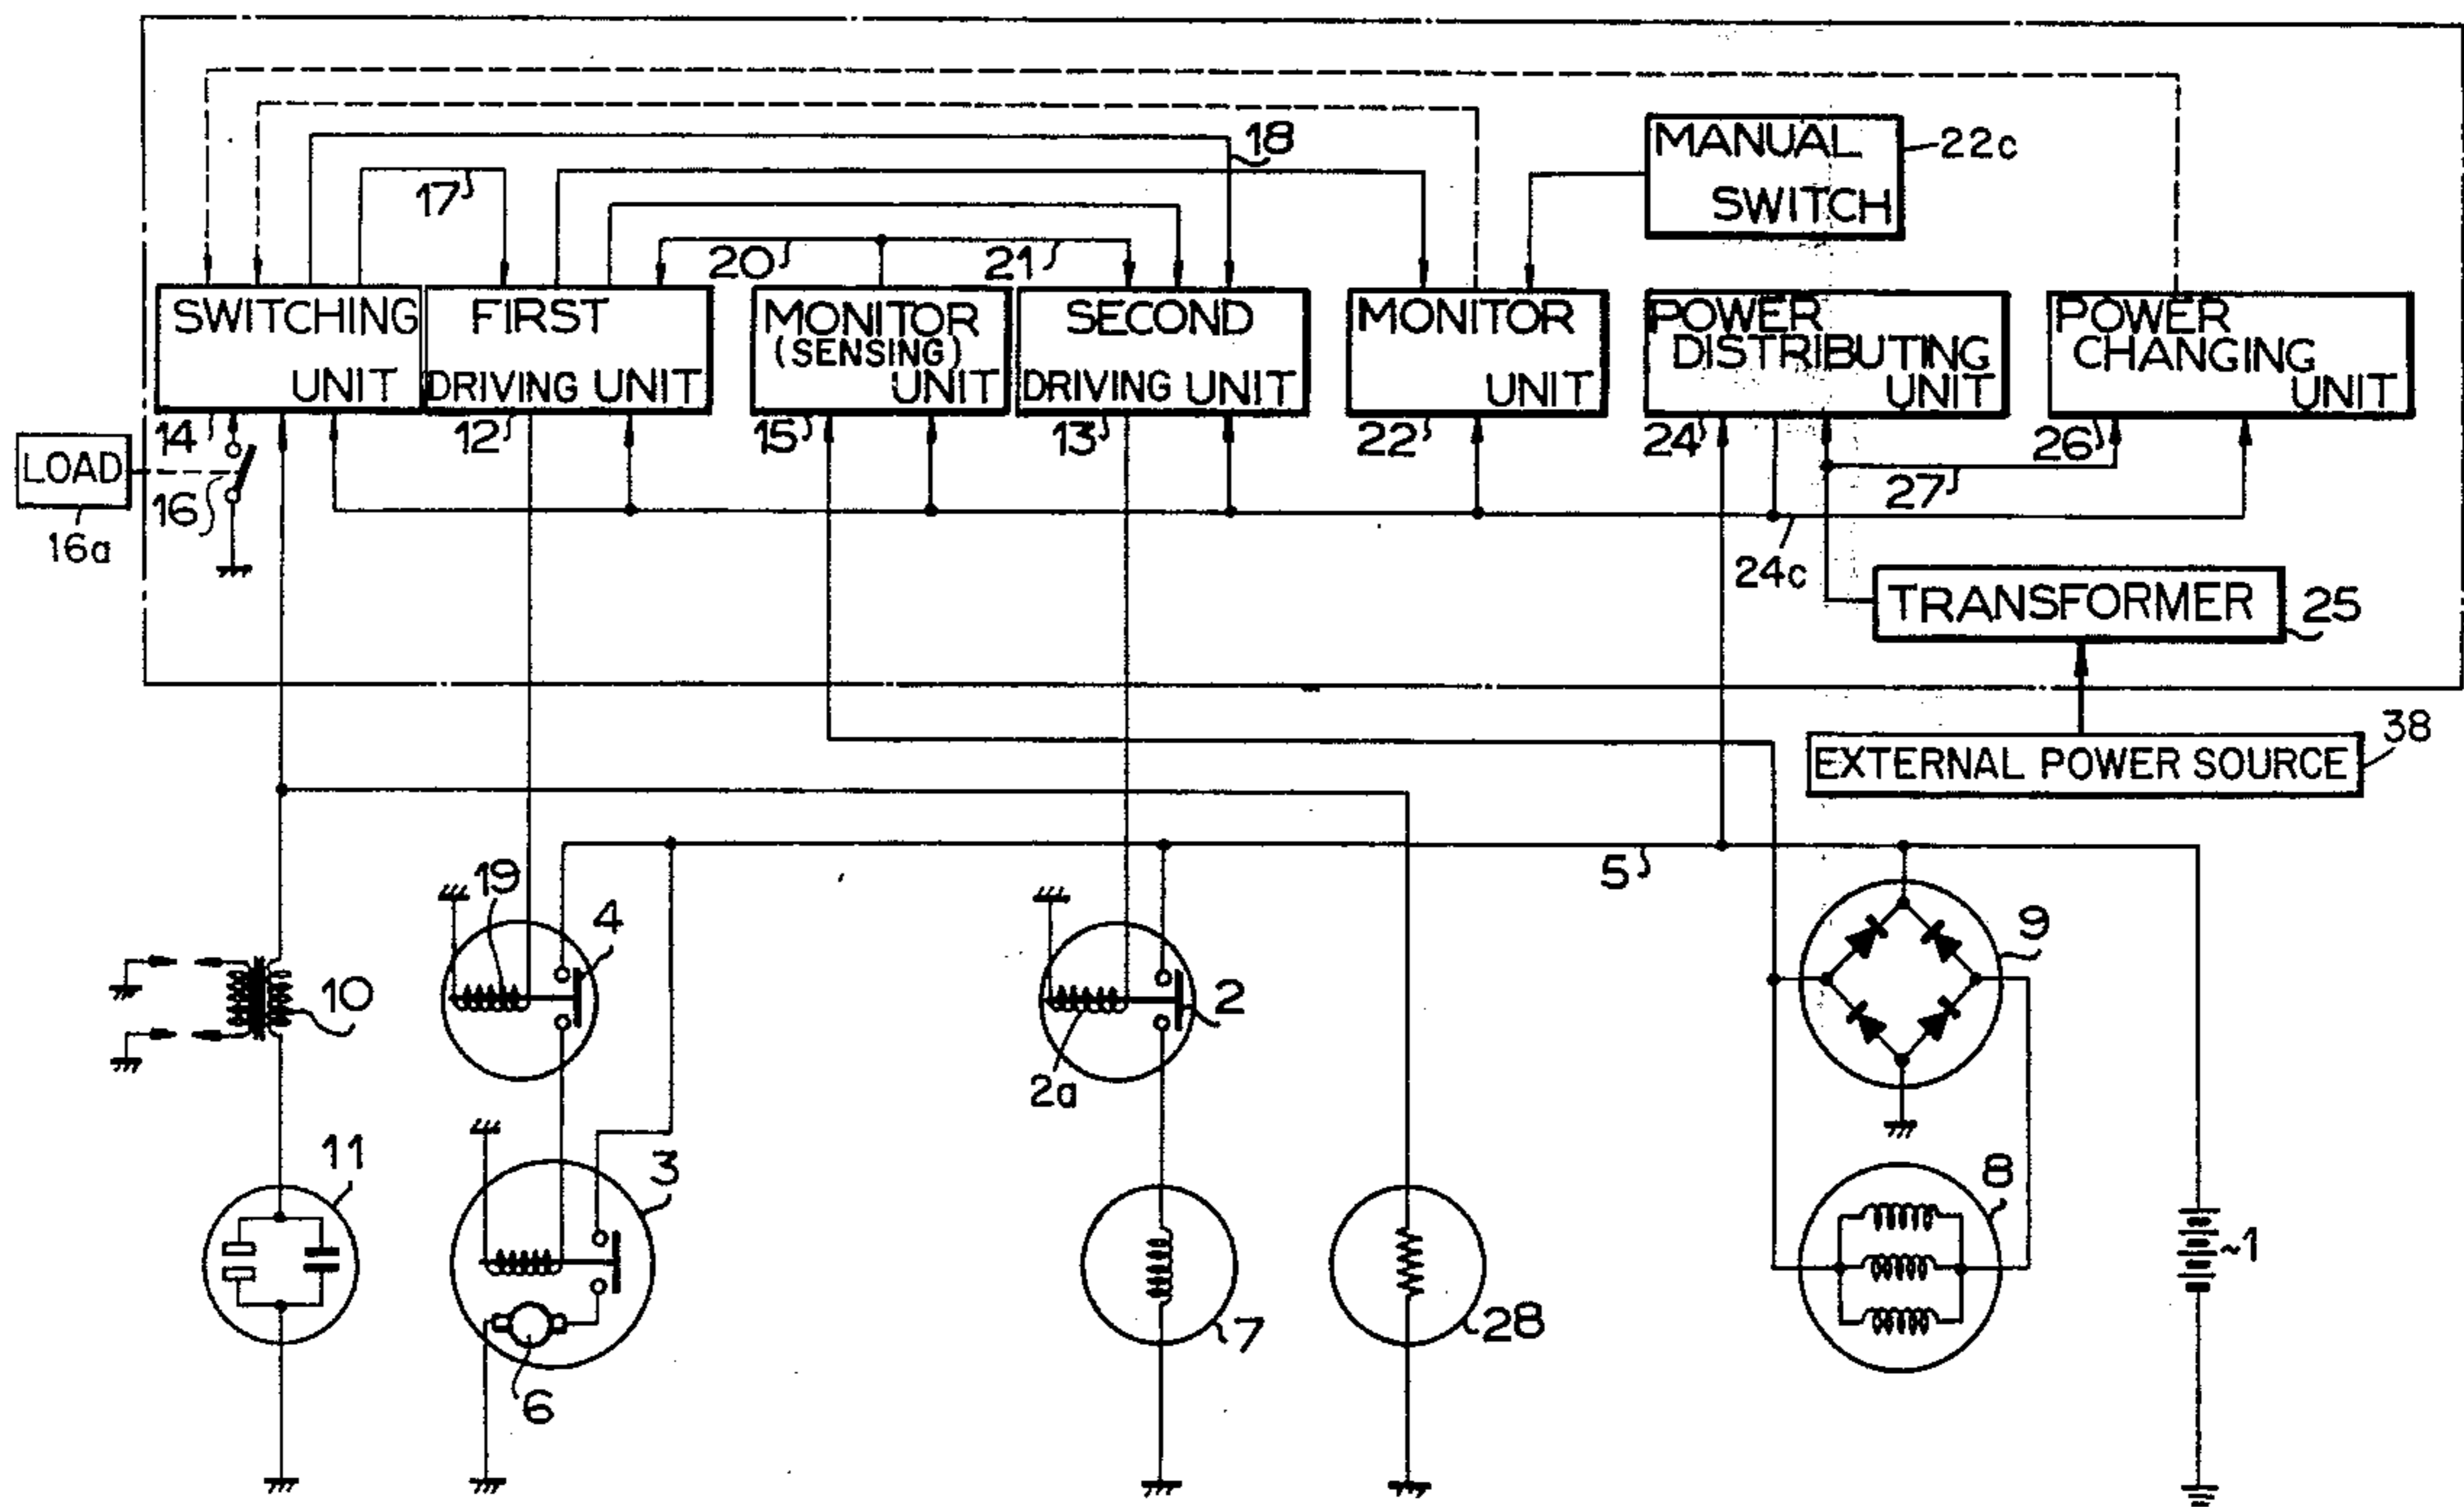 18
MANUAL
SWITCH
22c
17
20
21
SWITCHING
UNIT
FIRST
DRIVING UNIT
MONITOR
(SENSING)
UNIT
SECOND
DRIVING UNIT
MONITOR
UNIT
POWER
DISTRIBUTING
UNIT
POWER
CHANGING
UNIT
14
12
15
13
22
24
26
LOAD
16
27
16a
24c
TRANSFORMER
25
38
EXTERNAL POWER SOURCE
5
19
4
9
10
2
2a
11
3
8
~1
7
28
6